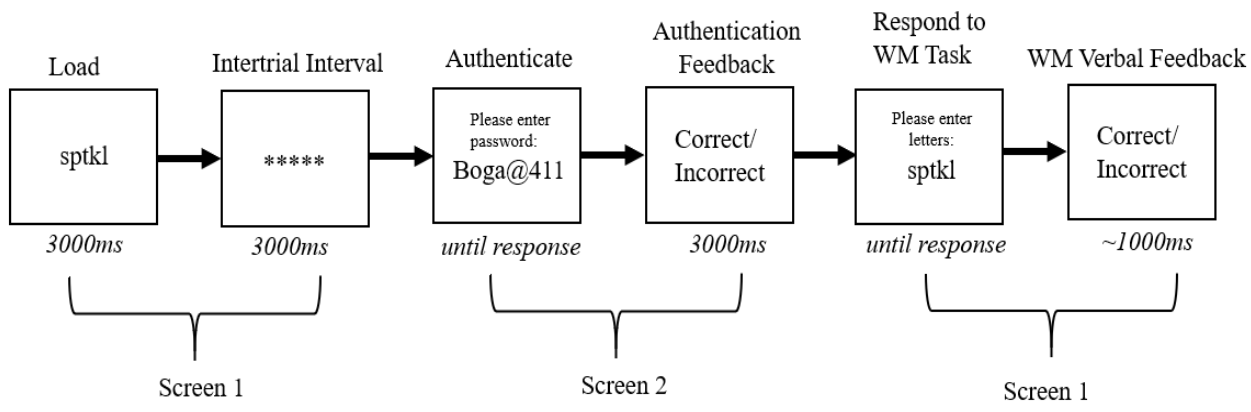 Load
sptkl
3000ms
Intertrial Interval
*****
3000ms
Authenticate
Please enter
password:
Boga@411
until response
Authentication
Feedback
Correct/
Incorrect
3000ms
Respond to
WM Task
Please enter
letters:
sptkl
until response
WM Verbal Feedback
Correct/
Incorrect
~1000ms
Screen 1
Screen 2
Screen 1